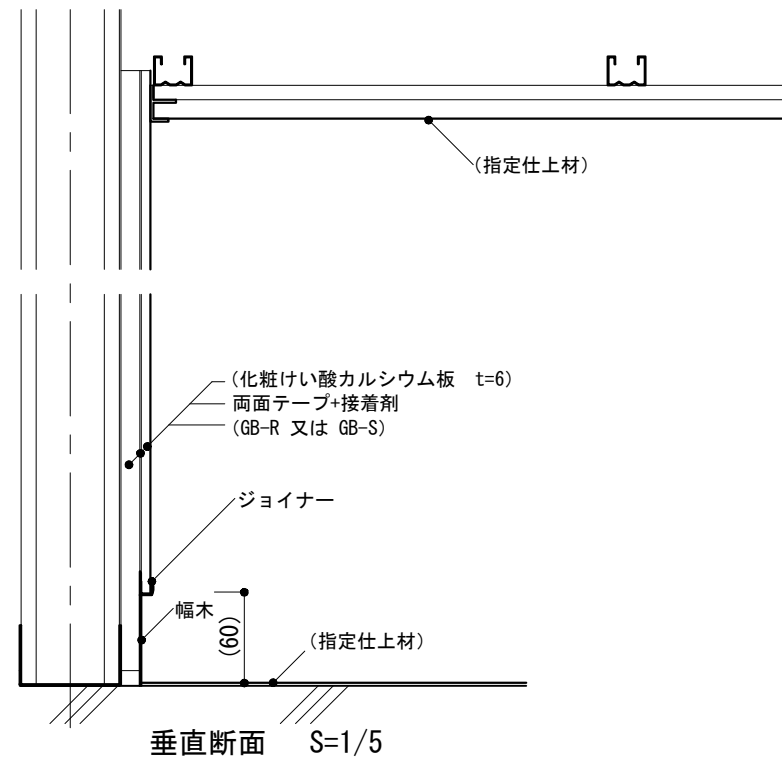 (指定仕上材)
(化粧けい酸カルシウム板 t=6)
両面テープ+接着剤
(GB-R 又は GB-S)
ジョイナー
幅木
(60)
(指定仕上材)
垂直断面 S=1/5